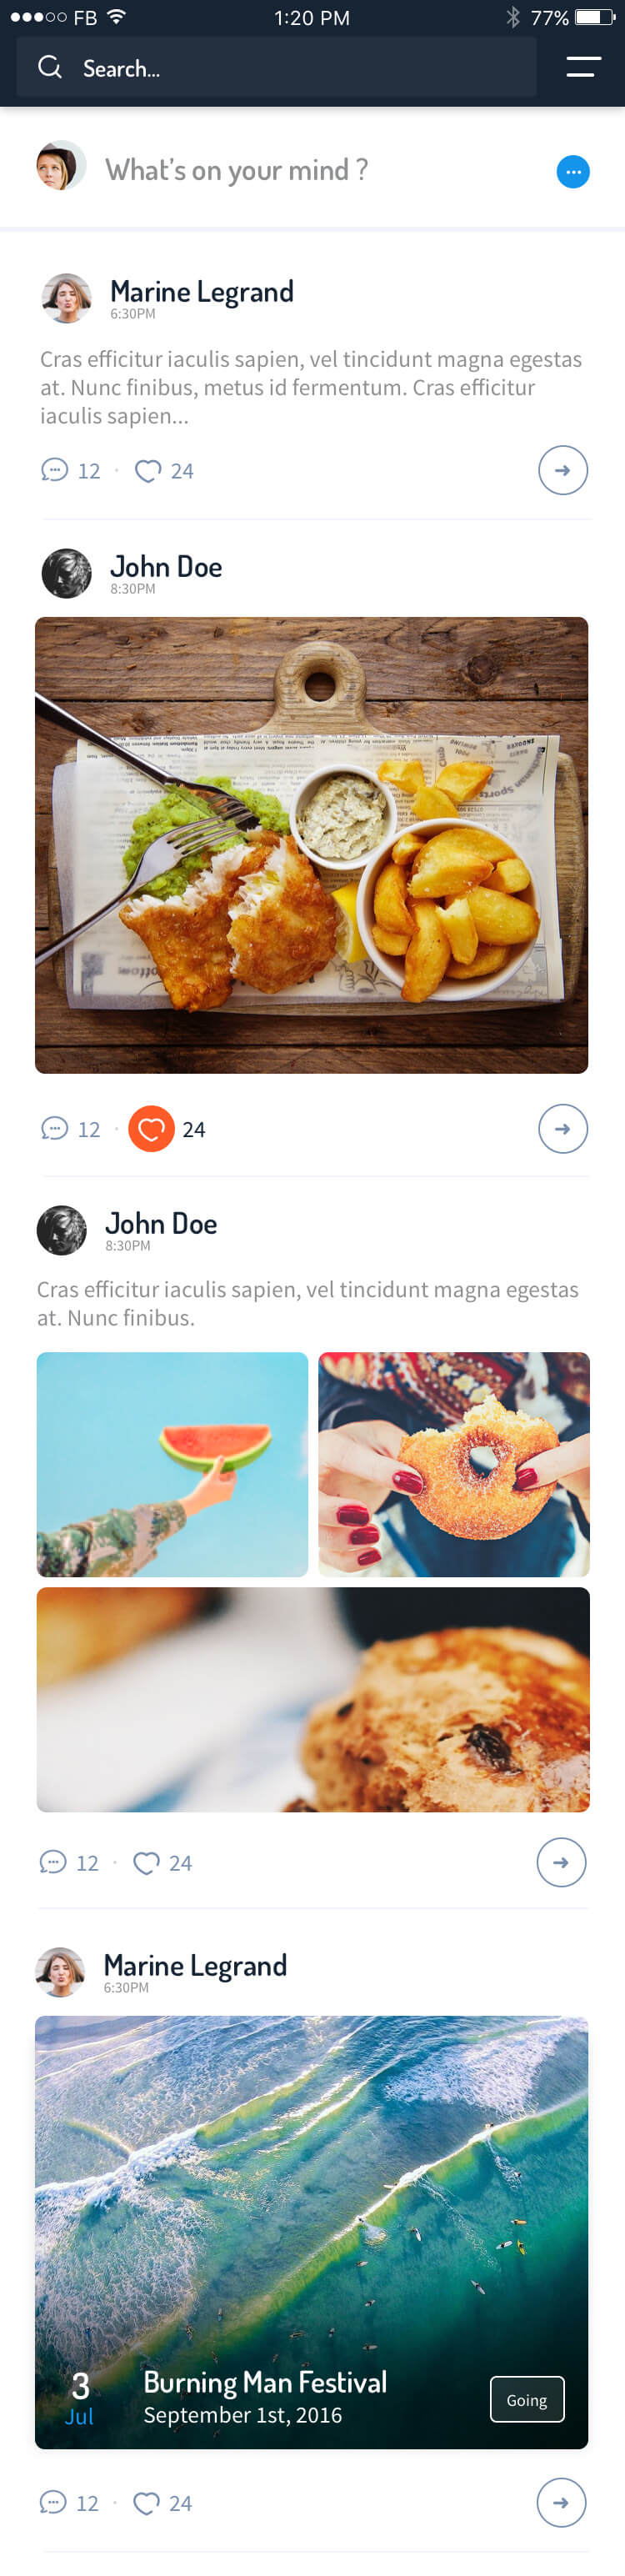 FB 1:20 PM 77%
Search...
What's on your mind ?
Marine Legrand
6:30PM
Cras efficitur iaculis sapien, vel tincidunt magna egestas
at. Nunc finibus, metus id fermentum. Cras efficitur
iaculis sapien...
12 · 24
John Doe
8:30PM
12 · 24
John Doe
8:30PM
Cras efficitur iaculis sapien, vel tincidunt magna egestas
at. Nunc finibus.
12 · 24
Marine Legrand
6:30PM
3
Jul
Burning Man Festival
September 1st, 2016
Going
12 · 24